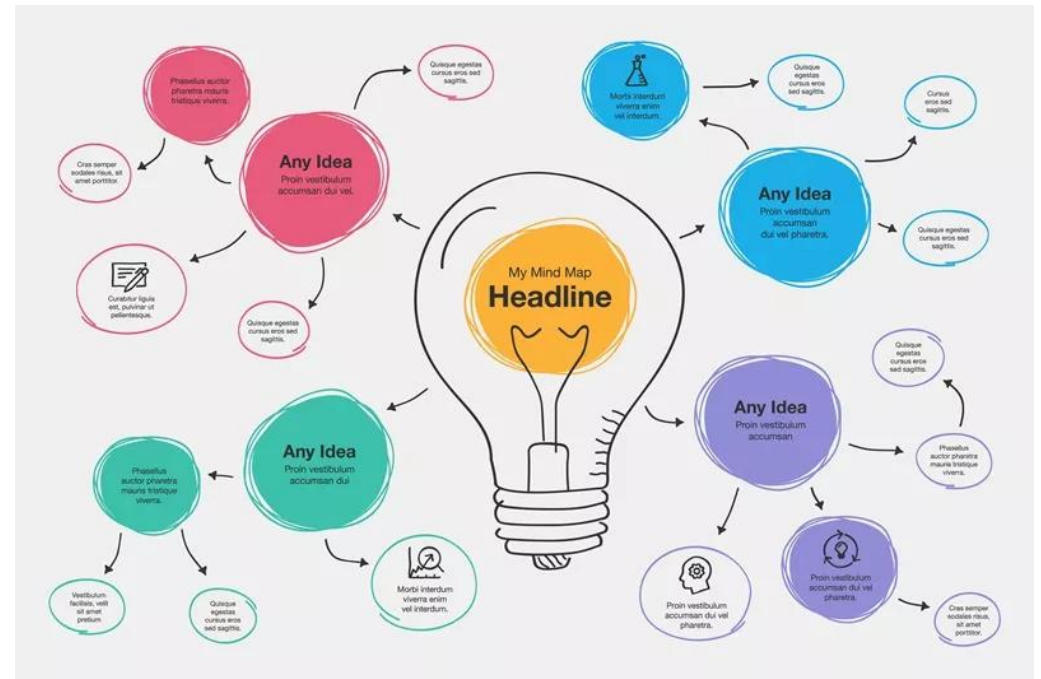 Phasellus auctor
pharetra mauris
tristique viverra.
Quisque egestas
cursus eros sed
sagittis.
Cras semper
sodales risus, sit
amet porttitor.
Any Idea
Proin vestibulum
accumsan dui vel.
Curabitur ligula
est, pulvinar ut
pellentesque.
Quisque egestas
cursus eros sed
sagittis.
Morbi interdum
viverra enim
vel interdum.
Quisque
egestas
cursus eros
sed sagittis.
Cursus
eros sed
sagittis.
Any Idea
Proin vestibulum
accumsan
dui vel pharetra.
Quisque egestas
cursus eros sed
sagittis.
My Mind Map
Headline
Any Idea
Proin vestibulum
accumsan dui
Phasellus
auctor pharetra
mauris tristique
viverra.
Vestibulum
facilisis, velit
sit amet
pretium
Quisque
egestas
cursus eros
sed sagittis.
Morbi interdum
viverra enim
vel interdum.
Any Idea
Proin vestibulum
accumsan
Quisque
egestas
cursus eros
sed sagittis.
Phasellus
auctor pharetra
mauris tristique
viverra.
Proin vestibulum
accumsan dui vel
pharetra.
Proin vestibulum
accumsan dui vel
pharetra.
Cras semper
sodales risus,
sit amet
porttitor.